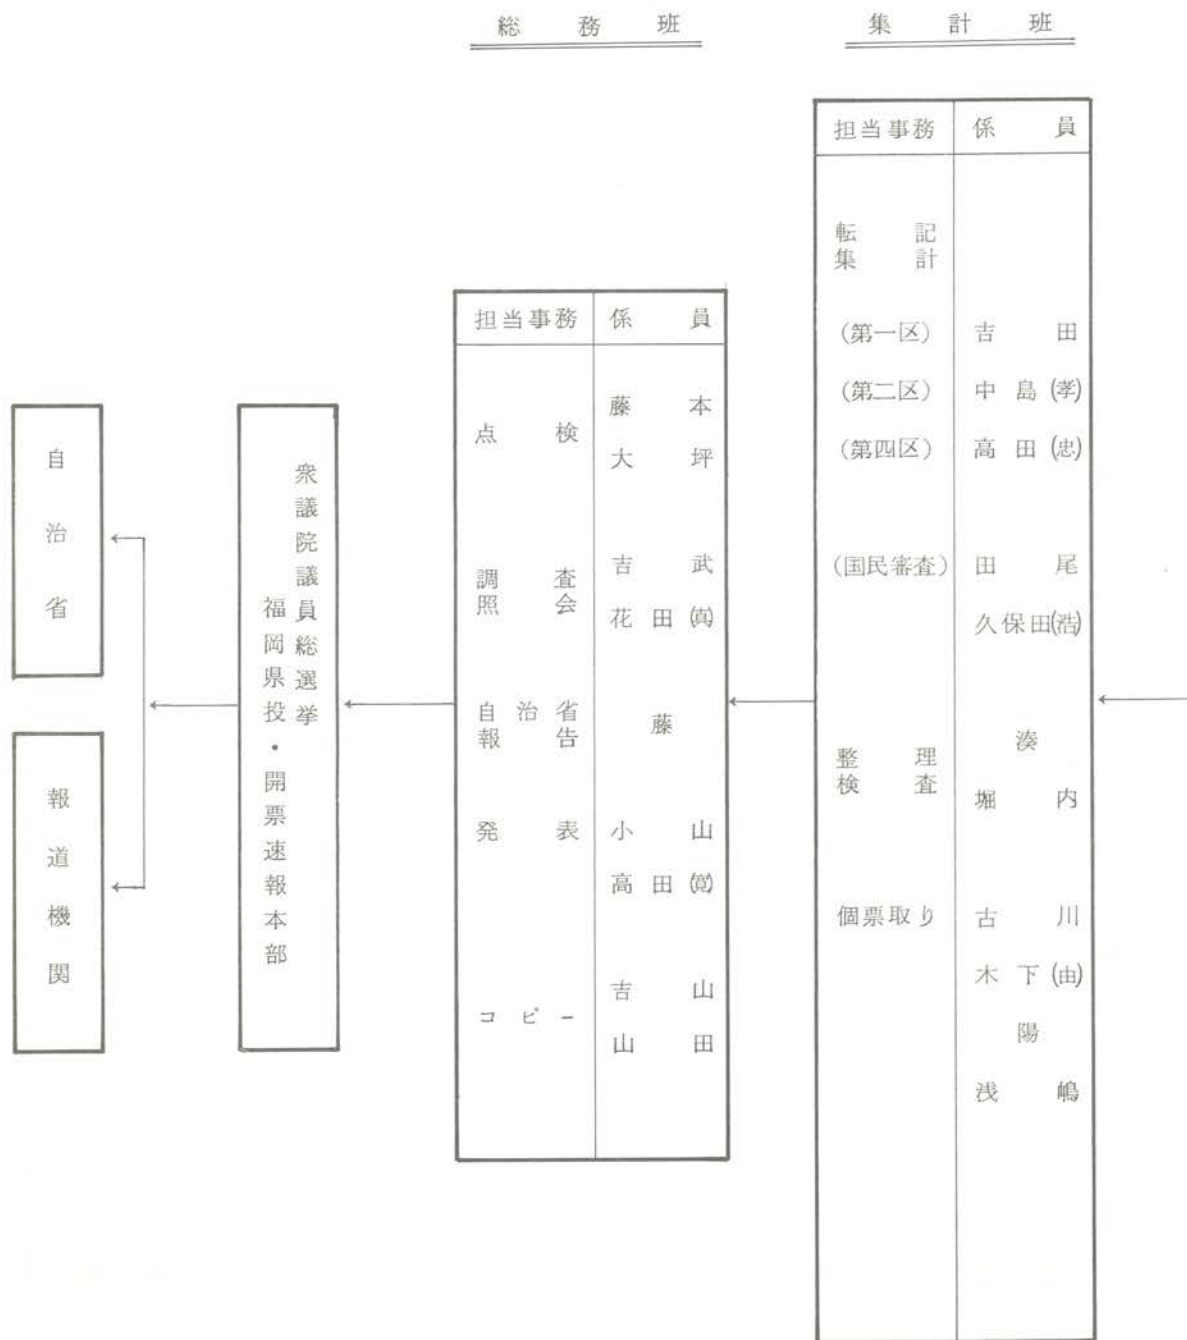 総務班
集計班
担当事務 係員
転記
集計
(第一区) 吉田
(第二区) 中島(孝)
(第四区) 高田(忠)
(国民審査) 田尾
久保田(浩)
整理
検査
湊
堀内
個票取り 古川
木下(由)
陽
浅嶋
担当事務 係員
点検
藤本
大坪
調査
照会
吉武
花田(真)
自治省
報告
藤
発表 小山
高田(寛)
コピー
吉山
山田
衆議院議員総選挙
福岡県投・開票速報本部
自治省
報道機関